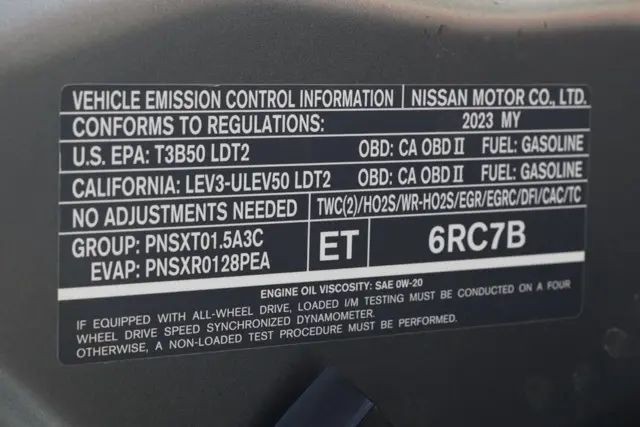 VEHICLE EMISSION CONTROL INFORMATION NISSAN MOTOR CO., LTD.
CONFORMS TO REGULATIONS: 2023 MY
U.S. EPA: T3B50 LDT2 OBD: CA OBD II FUEL: GASOLINE
CALIFORNIA: LEV3-ULEV50 LDT2 OBD: CA OBD II FUEL: GASOLINE
NO ADJUSTMENTS NEEDED TWC(2)/HO2S/WR-HO2S/EGR/EGRC/DFI/CAC/TC
GROUP: PNSXT01.5A3C
EVAP: PNSXR0128PEA
ET 6RC7B
ENGINE OIL VISCOSITY: SAE 0W-20
IF EQUIPPED WITH ALL-WHEEL DRIVE, LOADED I/M TESTING MUST BE CONDUCTED ON A FOUR
WHEEL DRIVE SPEED SYNCHRONIZED DYNAMOMETER.
OTHERWISE, A NON-LOADED TEST PROCEDURE MUST BE PERFORMED.